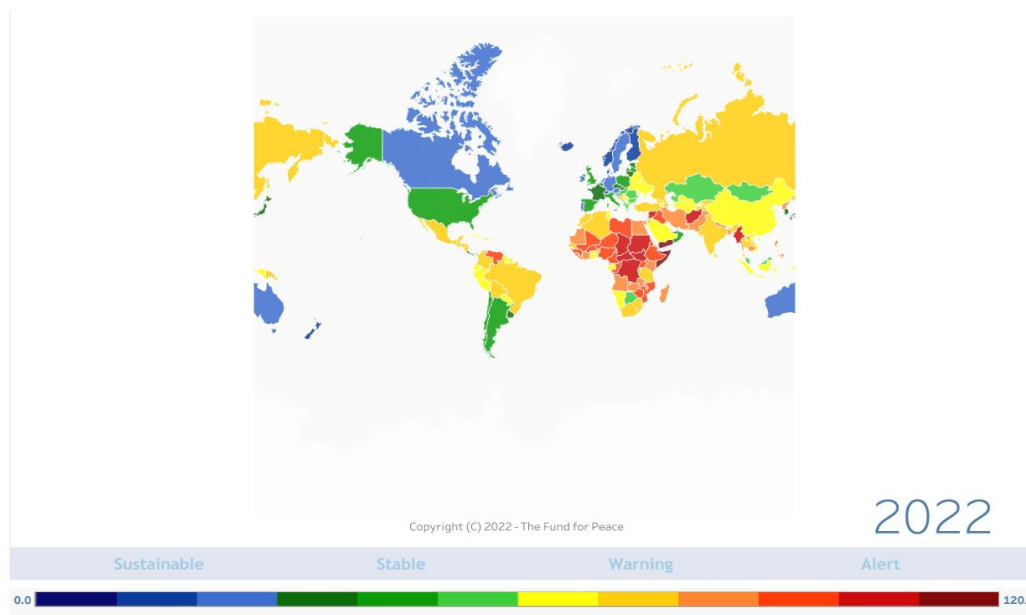 2022
Copyright (C) 2022 - The Fund for Peace
Sustainable Stable Warning Alert
0.0 120.